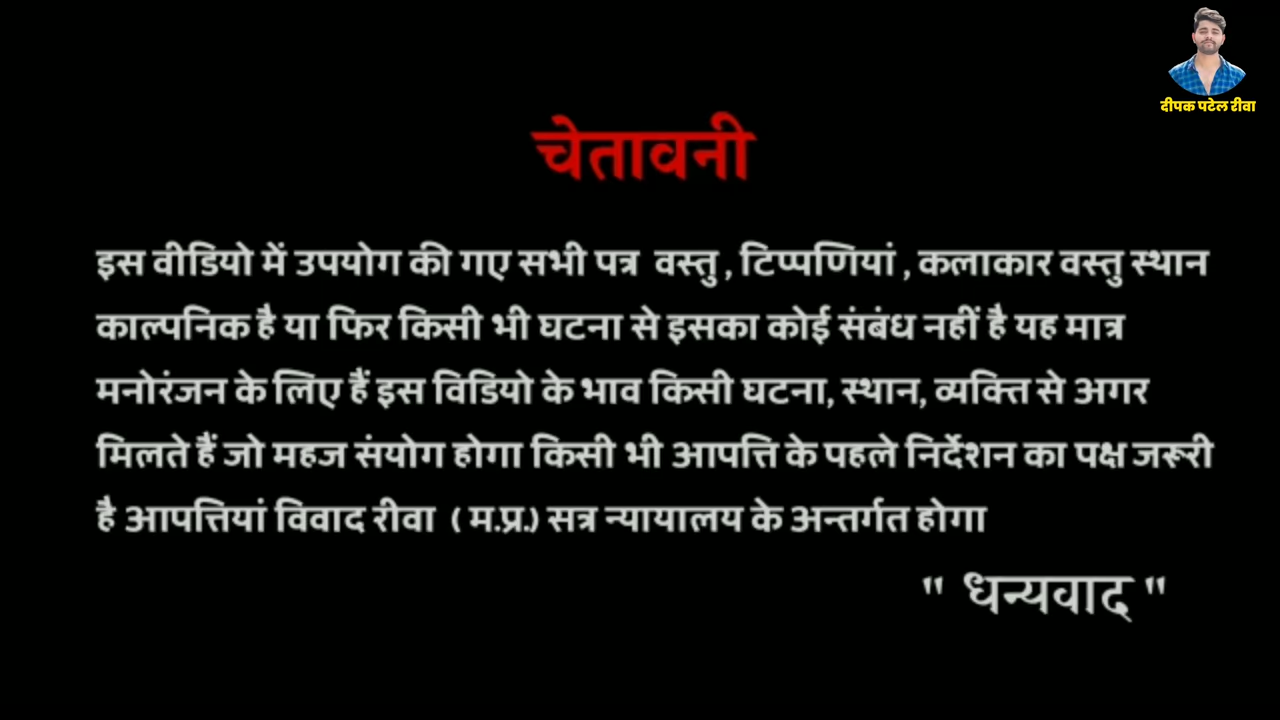 दीपक पटेल रीवा
चेतावनी
इस वीडियो में उपयोग की गए सभी पत्र वस्तु , टिप्पणियां , कलाकार वस्तु स्थान
काल्पनिक है या फिर किसी भी घटना से इसका कोई संबंध नहीं है यह मात्र
मनोरंजन के लिए हैं इस विडियो के भाव किसी घटना, स्थान, व्यक्ति से अगर
मिलते हैं जो महज संयोग होगा किसी भी आपत्ति के पहले निर्देशन का पक्ष जरूरी
है आपत्तियां विवाद रीवा ( म.प्र.) सत्र न्यायालय के अन्तर्गत होगा
" धन्यवाद "